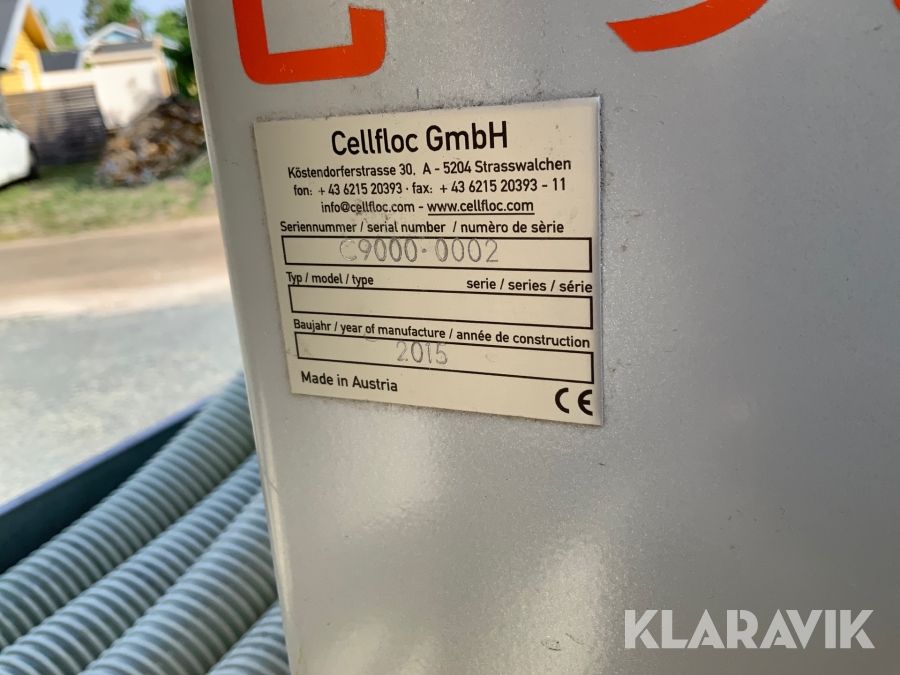 Cellfloc GmbH
Köstendorferstrasse 30, A - 5204 Strasswalchen
fon: + 43 6215 20393 · fax: + 43 6215 20393 - 11
info@cellfloc.com - www.cellfloc.com
Seriennummer / serial number / numèro de sèrie
C9000-0002
Typ / model / type serie / series / série
Baujahr / year of manufacture / année de construction
2015
Made in Austria
CE
KLARAVIK